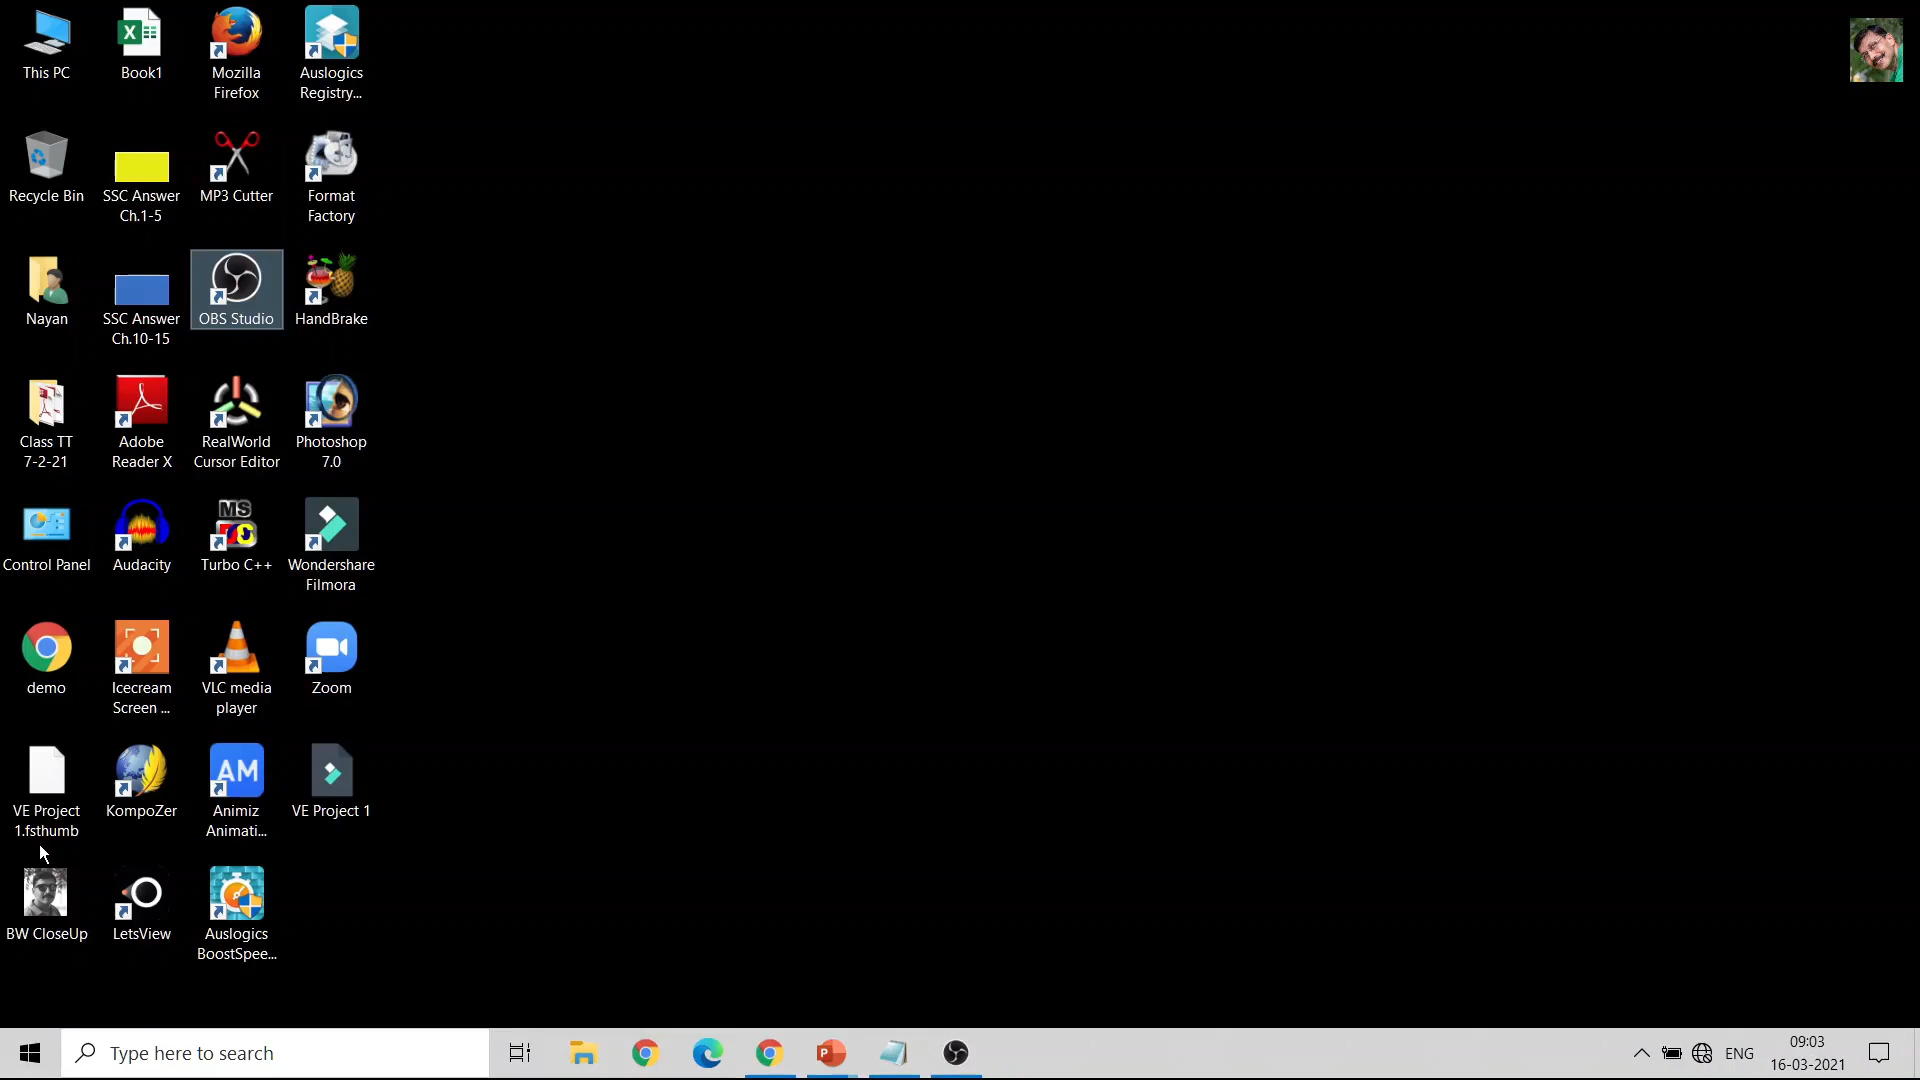 This PC
Book1
Mozilla
Firefox
Auslogics
Registry...
Recycle Bin
SSC Answer
Ch.1-5
MP3 Cutter
Format
Factory
Nayan
SSC Answer
Ch.10-15
OBS Studio
HandBrake
Class TT
7-2-21
Adobe
Reader X
RealWorld
Cursor Editor
Photoshop
7.0
Control Panel
Audacity
MS
Turbo C++
Wondershare
Filmora
demo
Icecream
Screen ...
VLC media
player
Zoom
VE Project
1.fsthumb
KompoZer
AM
Animiz
Animati...
VE Project 1
BW CloseUp
LetsView
Auslogics
BoostSpee...
Type here to search
ENG
09:03
16-03-2021